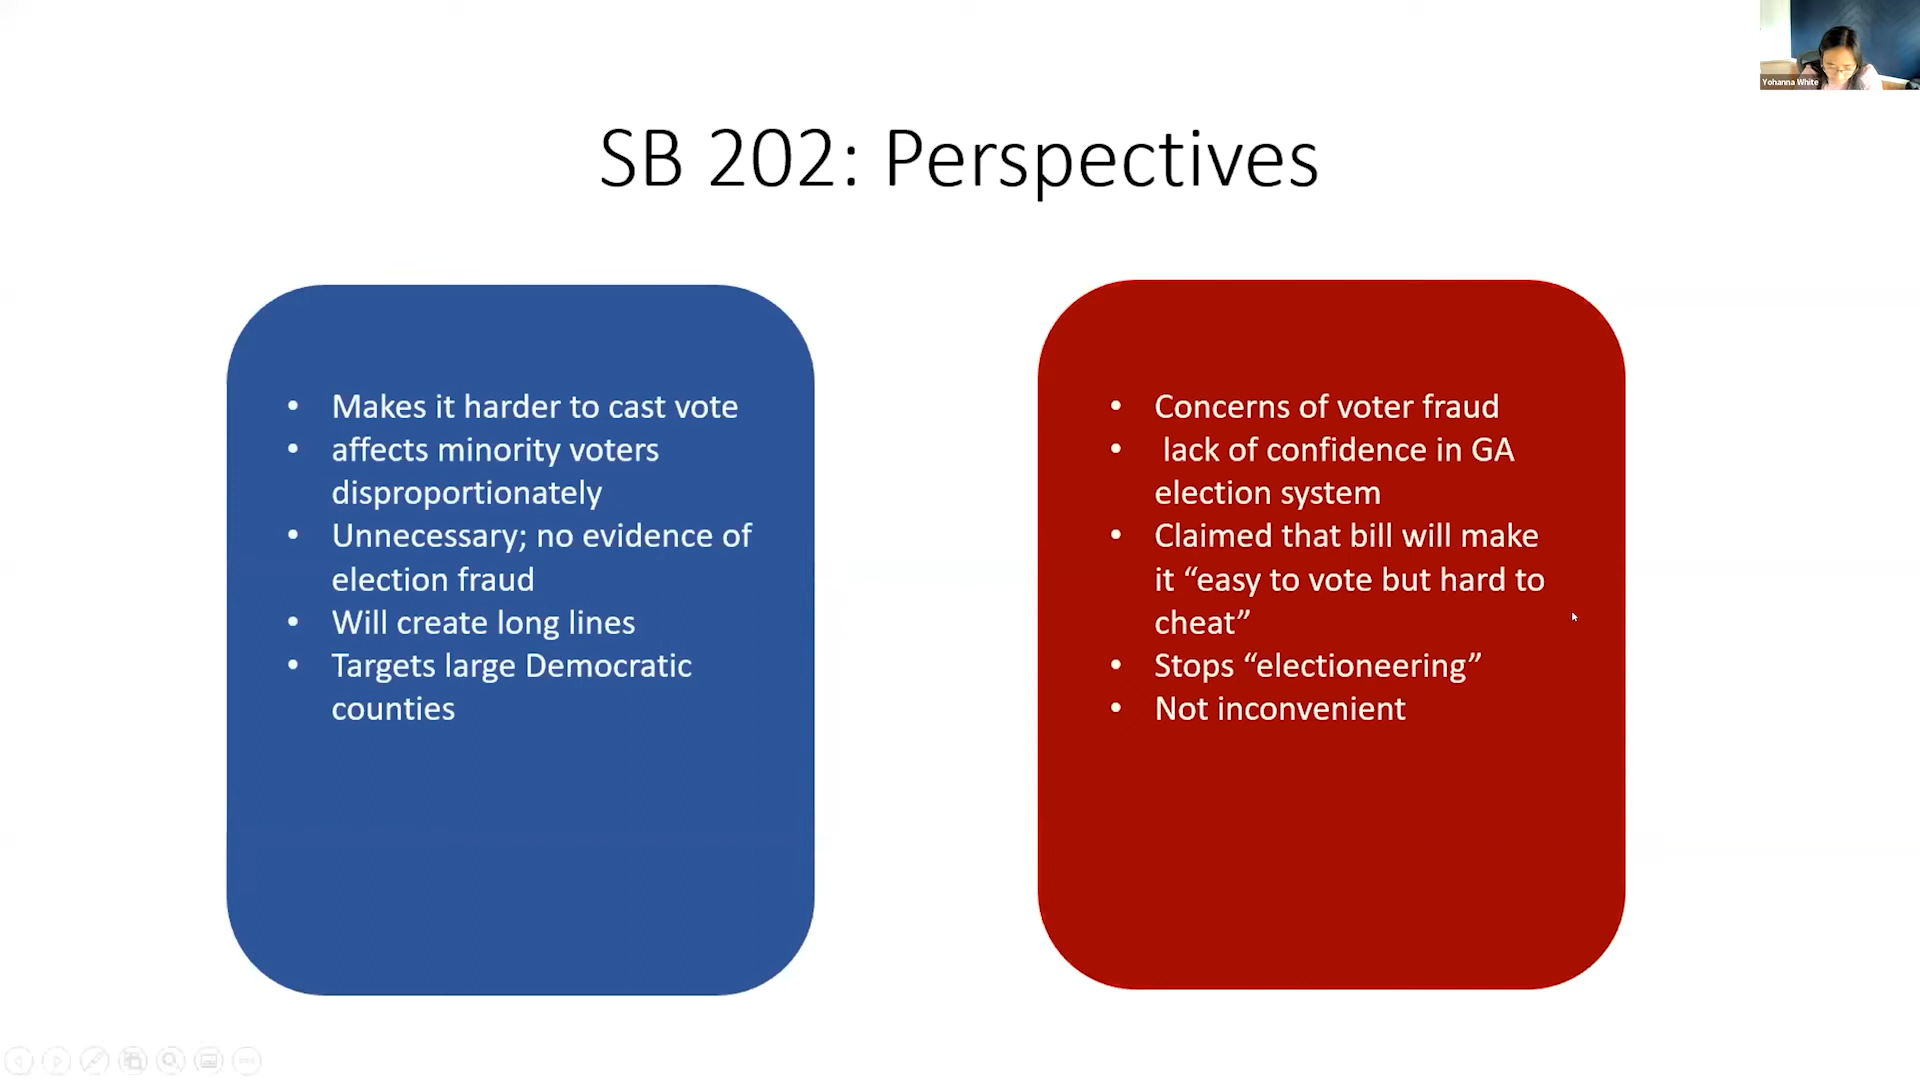 Yohanna White
SB 202: Perspectives
• Makes it harder to cast vote
• affects minority voters
disproportionately
• Unnecessary; no evidence of
election fraud
• Will create long lines
• Targets large Democratic
counties
• Concerns of voter fraud
• lack of confidence in GA
election system
• Claimed that bill will make
it “easy to vote but hard to
cheat”
• Stops “electioneering”
• Not inconvenient